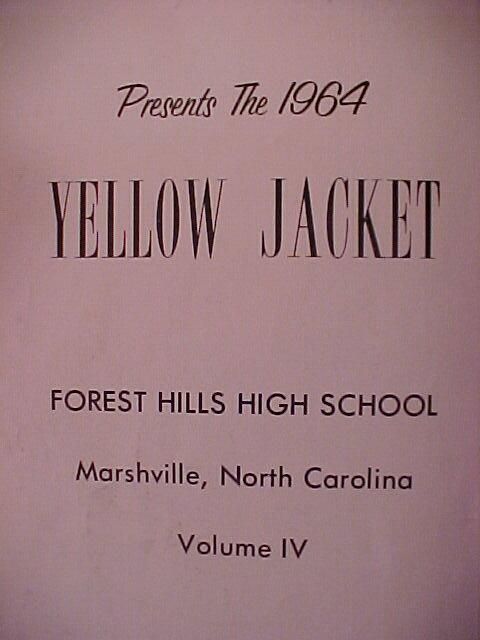 Presents The 1964
YELLOW JACKET
FOREST HILLS HIGH SCHOOL
Marshville, North Carolina
Volume IV